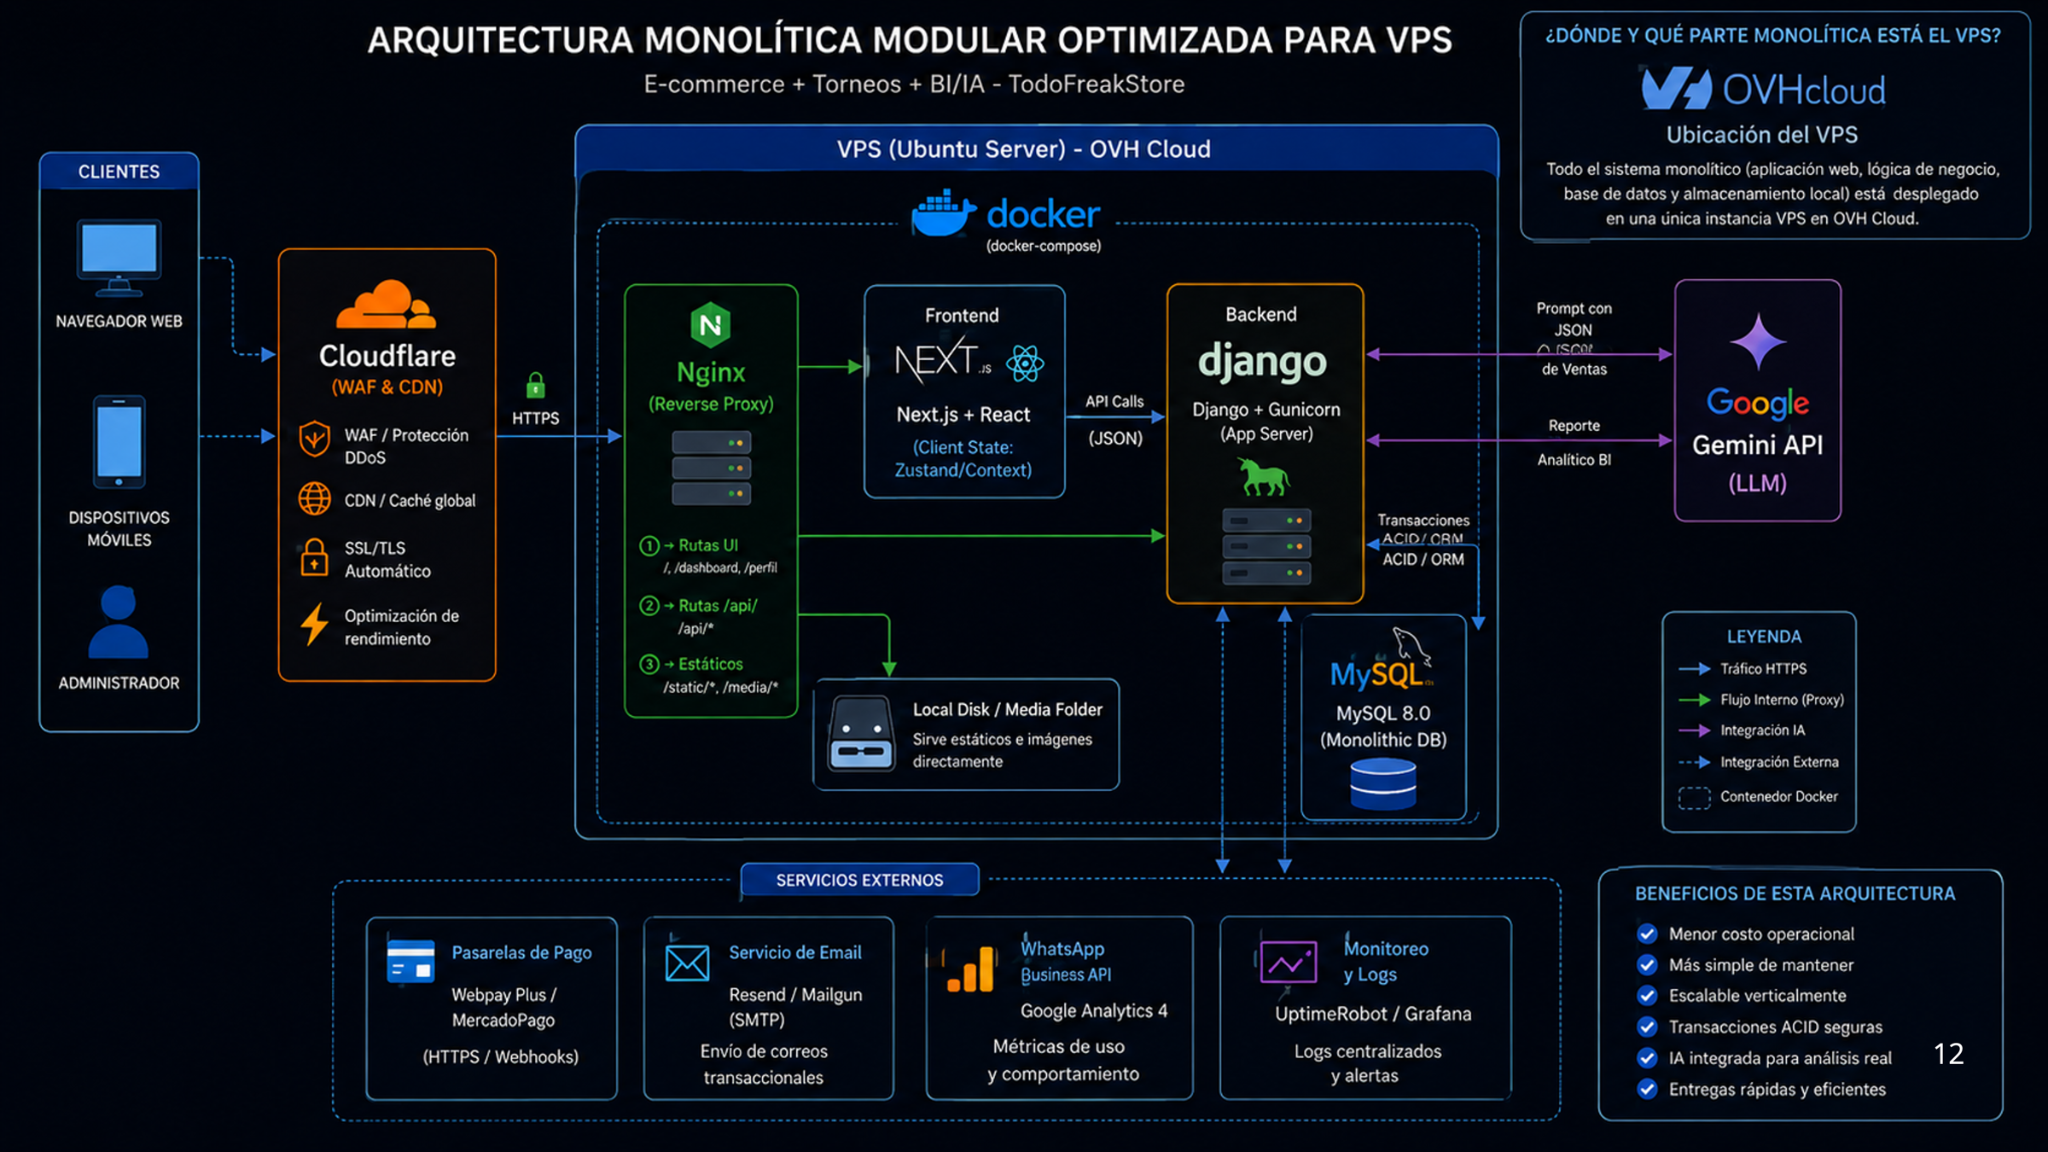 ARQUITECTURA MONOLÍTICA MODULAR OPTIMIZADA PARA VPS
E-commerce + Torneos + BI/IA - TodoFreakStore
¿DÓNDE Y QUÉ PARTE MONOLÍTICA ESTÁ EL VPS?
OVHcloud
Ubicación del VPS
Todo el sistema monolítico (aplicación web, lógica de negocio,
base de datos y almacenamiento local) está desplegado
en una única instancia VPS en OVH Cloud.
CLIENTES
NAVEGADOR WEB
DISPOSITIVOS
MÓVILES
ADMINISTRADOR
Cloudflare
(WAF & CDN)
WAF / Protección
DDoS
CDN / Caché global
SSL/TLS
Automático
Optimización de
rendimiento
HTTPS
VPS (Ubuntu Server) - OVH Cloud
docker
(docker-compose)
N
Nginx
(Reverse Proxy)
1 → Rutas UI
/, /dashboard, /perfil
2 → Rutas /api/
/api/*
3 → Estáticos
/static/*, /media/*
Frontend
NEXT.JS
Next.js + React
(Client State:
Zustand/Context)
API Calls
(JSON)
Backend
django
Django + Gunicorn
(App Server)
Local Disk / Media Folder
Sirve estáticos e imágenes
directamente
Transacciones
ACID / ORM
MySQL
MySQL 8.0
(Monolithic DB)
Prompt con
JSON
de Ventas
Reporte
Analítico BI
Google
Gemini API
(LLM)
LEYENDA
Tráfico HTTPS
Flujo Interno (Proxy)
Integración IA
Integración Externa
Contenedor Docker
SERVICIOS EXTERNOS
Pasarelas de Pago
Webpay Plus /
MercadoPago
(HTTPS / Webhooks)
Servicio de Email
Resend / Mailgun
(SMTP)
Envío de correos
transaccionales
WhatsApp
Business API
Google Analytics 4
Métricas de uso
y comportamiento
Monitoreo
y Logs
UptimeRobot / Grafana
Logs centralizados
y alertas
BENEFICIOS DE ESTA ARQUITECTURA
Menor costo operacional
Más simple de mantener
Escalable verticalmente
Transacciones ACID seguras
IA integrada para análisis real
Entregas rápidas y eficientes
12